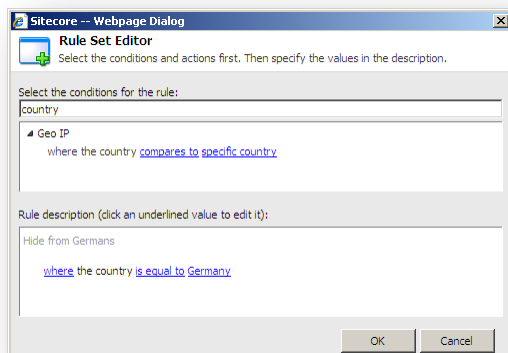 Sitecore -- Webpage Dialog
Rule Set Editor
Select the conditions and actions first. Then specify the values in the description.
Select the conditions for the rule:
country
Geo IP
where the country compares to specific country
Rule description (click an underlined value to edit it):
Hide from Germans
where the country is equal to Germany
OK
Cancel